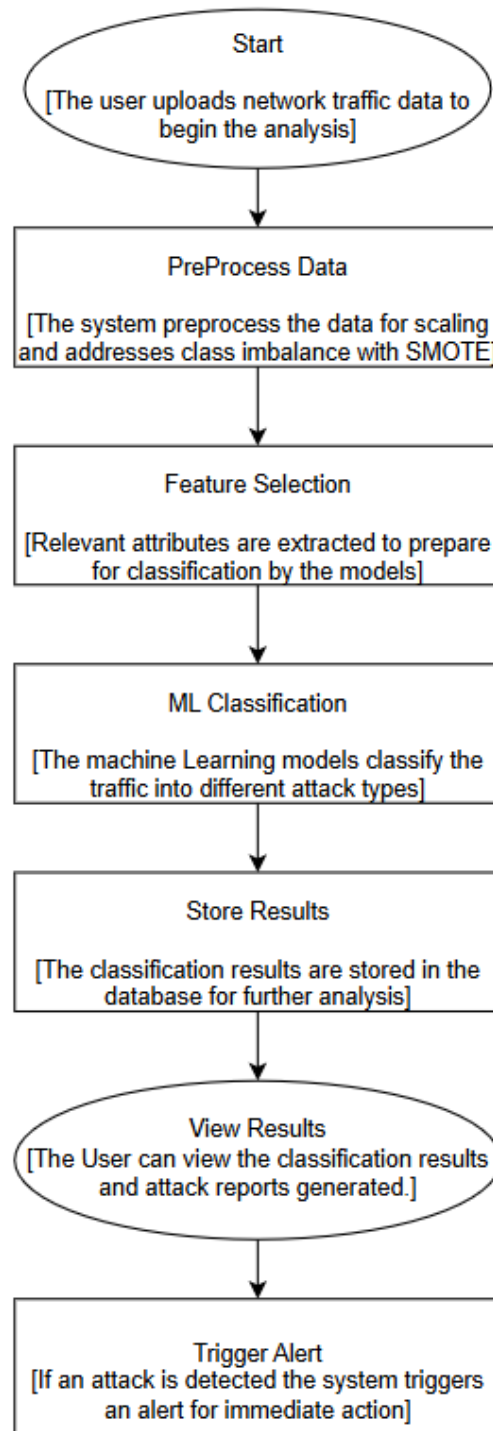 Start
[The user uploads network traffic data to
begin the analysis]
PreProcess Data
[The system preprocess the data for scaling
and addresses class imbalance with SMOTE]
Feature Selection
[Relevant attributes are extracted to prepare
for classification by the models]
ML Classification
[The machine Learning models classify the
traffic into different attack types]
Store Results
[The classification results are stored in the
database for further analysis]
View Results
[The User can view the classification results
and attack reports generated.]
Trigger Alert
[If an attack is detected the system triggers
an alert for immediate action]